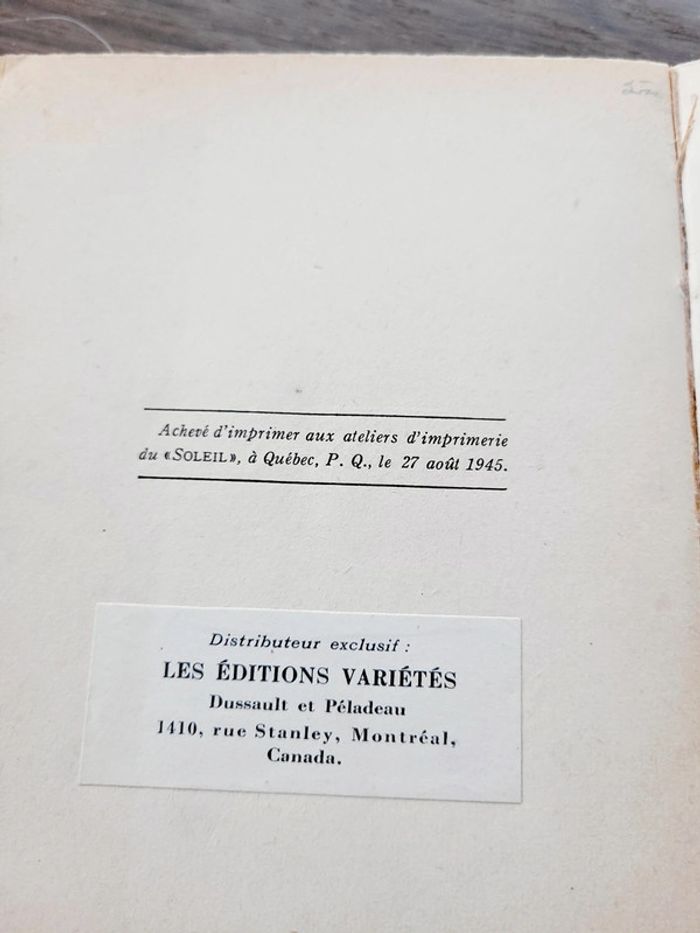 Achevé d'imprimer aux ateliers d'imprimerie
du «SOLEIL», à Québec, P. Q., le 27 août 1945.
Distributeur exclusif :
LES ÉDITIONS VARIÉTÉS
Dussault et Péladeau
1410, rue Stanley, Montréal,
Canada.